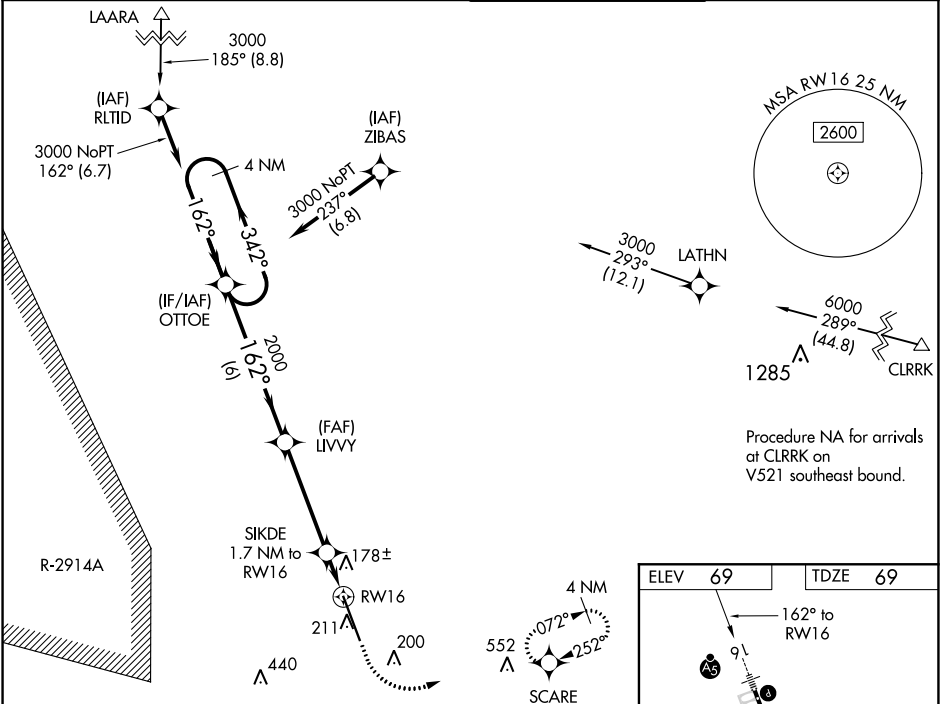 LAARA
3000
185° (8.8)
(IAF)
RLTID
3000 NoPT
162° (6.7)
4 NM
(IAF)
ZIBAS
3000 NoPT
237°
(6.8)
162°
342°
(IF/IAF)
OTTOE
2000
162°
(6)
(FAF)
LIVVY
SIKDE
1.7 NM to
RW16
178±
RW16
211
200
440
R-2914A
MSA RW16 25 NM
2600
3000
293°
(12.1)
LATHN
6000
289°
(44.8)
CLRRK
1285
Procedure NA for arrivals
at CLRRK on
V521 southeast bound.
4 NM
072°
252°
552
SCARE
ELEV 69
TDZE 69
162° to
RW16
16
A5